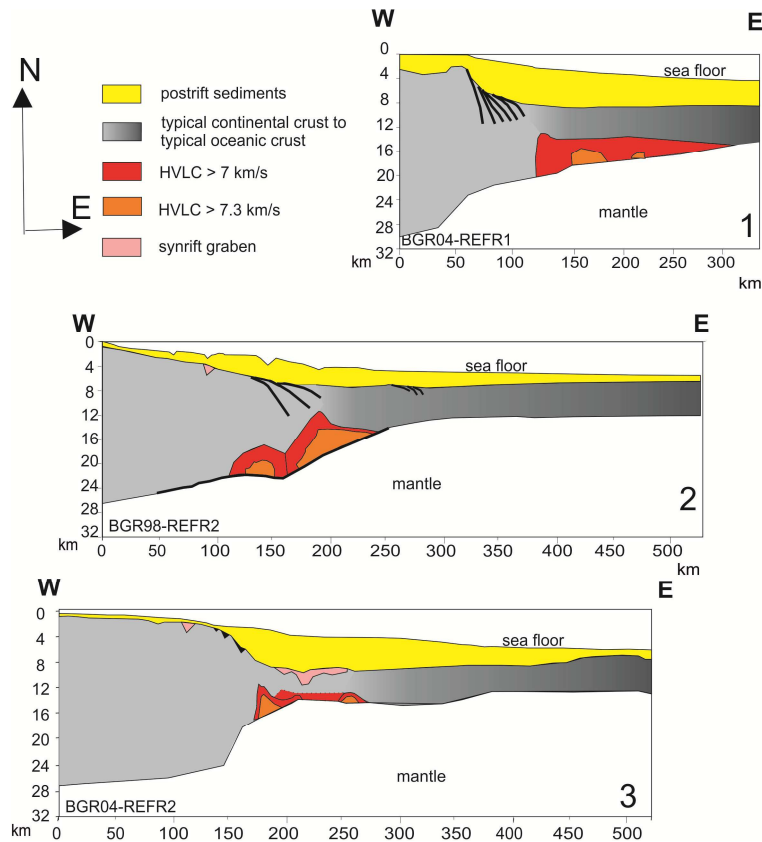 N
E
postrift sediments
typical continental crust to
typical oceanic crust
HVLC > 7 km/s
HVLC > 7.3 km/s
synrift graben
W E
0
4
8
12
16
20
24
28
32
km
sea floor
mantle
1
BGR04-REFR1
0 50 100 150 200 250 300
km
W E
0
4
8
12
16
20
24
28
32
km
sea floor
mantle
2
BGR98-REFR2
0 50 100 150 200 250 300 350 400 450 500
km
W E
0
4
8
12
16
20
24
28
32
km
sea floor
mantle
3
BGR04-REFR2
0 50 100 150 200 250 300 350 400 450 500
km